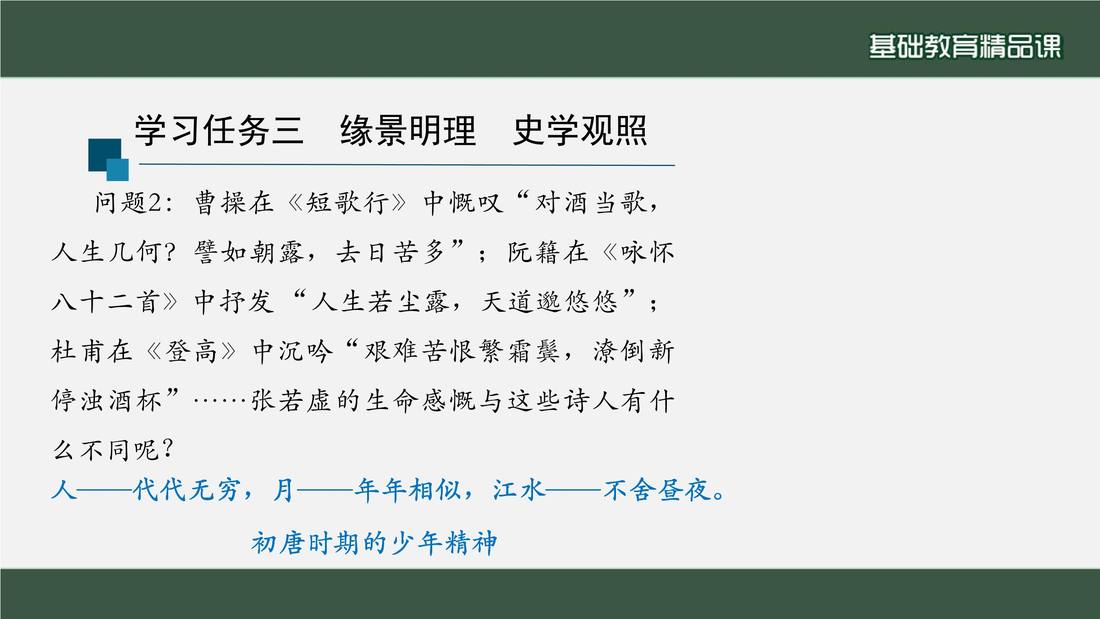 基础教育精品课
学习任务三　缘景明理　史学观照
问题2：曹操在《短歌行》中慨叹“对酒当歌，
人生几何？譬如朝露，去日苦多”；阮籍在《咏怀
八十二首》中抒发 “人生若尘露，天道邈悠悠”；
杜甫在《登高》中沉吟“艰难苦恨繁霜鬓，潦倒新
停浊酒杯”……张若虚的生命感慨与这些诗人有什
么不同呢？
人——代代无穷，月——年年相似，江水——不舍昼夜。
初唐时期的少年精神